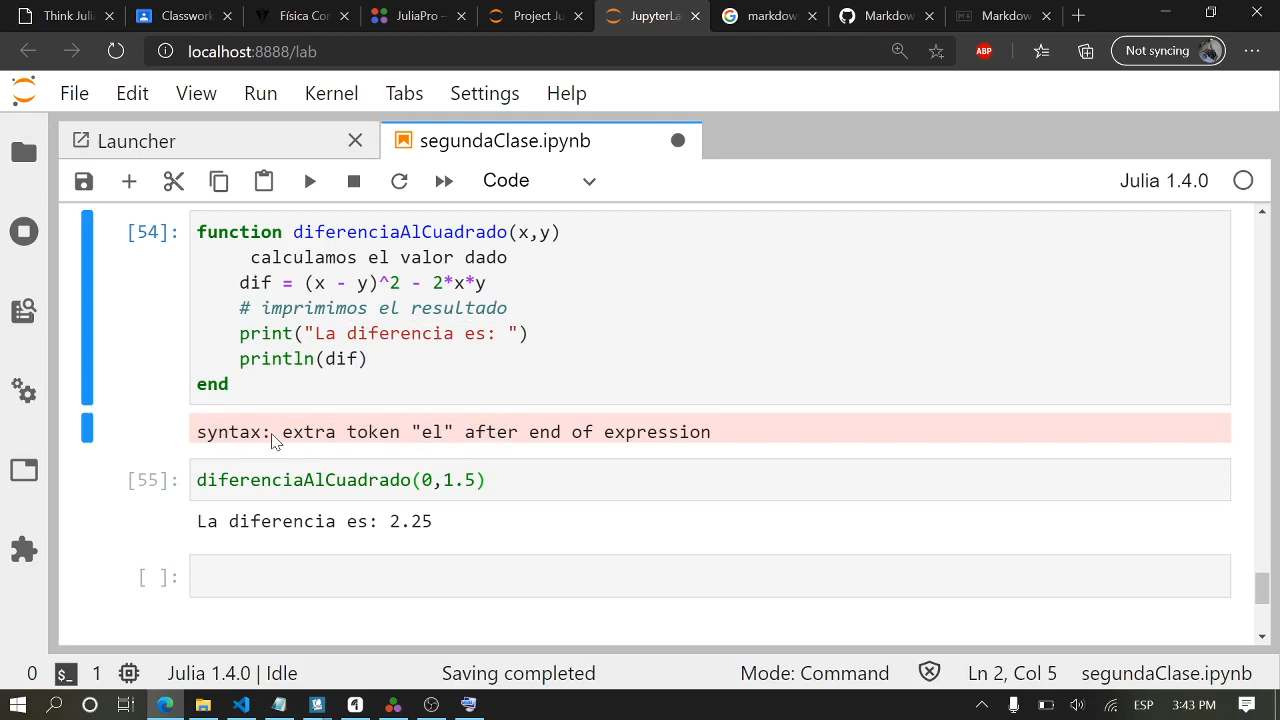 Think Juli
Classwork
Física Cor
JuliaPro –
Project Ju
JupyterLa
markdow
Markdow
Markdow
localhost:8888/lab
ABP
Not syncing
File Edit View Run Kernel Tabs Settings Help
Launcher
segundaClase.ipynb
Code
Julia 1.4.0
[54]:
function diferenciaAlCuadrado(x,y)
calculamos el valor dado
dif = (x - y)^2 - 2*x*y
# imprimimos el resultado
print("La diferencia es: ")
println(dif)
end
syntax: extra token "el" after end of expression
[55]:
diferenciaAlCuadrado(0,1.5)
La diferencia es: 2.25
[ ]:
0
1
Julia 1.4.0 | Idle
Saving completed
Mode: Command
Ln 2, Col 5
segundaClase.ipynb
ESP
3:43 PM